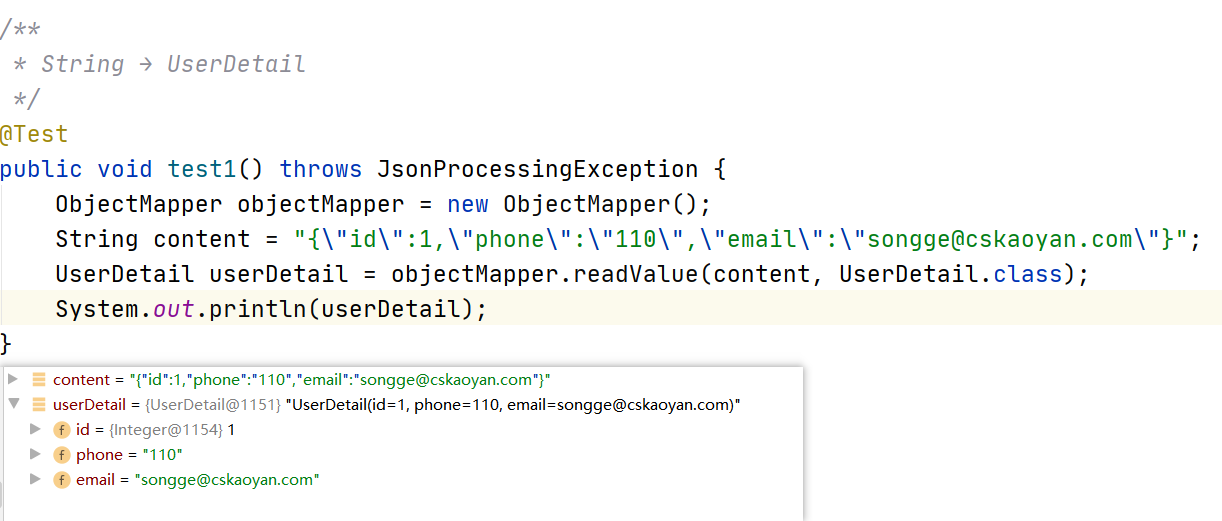 /**
 * String → UserDetail
 */
@Test
public void test1() throws JsonProcessingException {
    ObjectMapper objectMapper = new ObjectMapper();
    String content = "{\"id\":1,\"phone\":\"110\",\"email\":\"songge@cskaoyan.com\"}";
    UserDetail userDetail = objectMapper.readValue(content, UserDetail.class);
    System.out.println(userDetail);
}
content = "{"id":1,"phone":"110","email":"songge@cskaoyan.com"}"
userDetail = {UserDetail@1151} "UserDetail(id=1, phone=110, email=songge@cskaoyan.com)"
f id = {Integer@1154} 1
f phone = "110"
f email = "songge@cskaoyan.com"